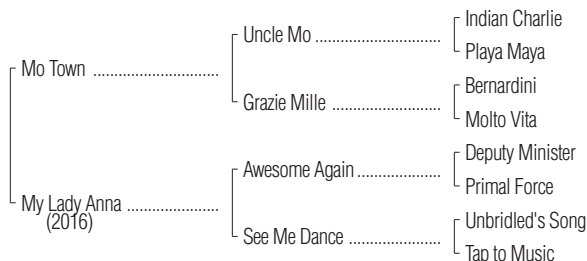 Indian Charlie
Uncle Mo ..............................
Playa Maya
Mo Town ..............................
Bernardini
Grazie Mille ..............................
Molto Vita
Deputy Minister
Awesome Again ....................
Primal Force
My Lady Anna ......................
(2016)
Unbridled's Song
See Me Dance ......................
Tap to Music